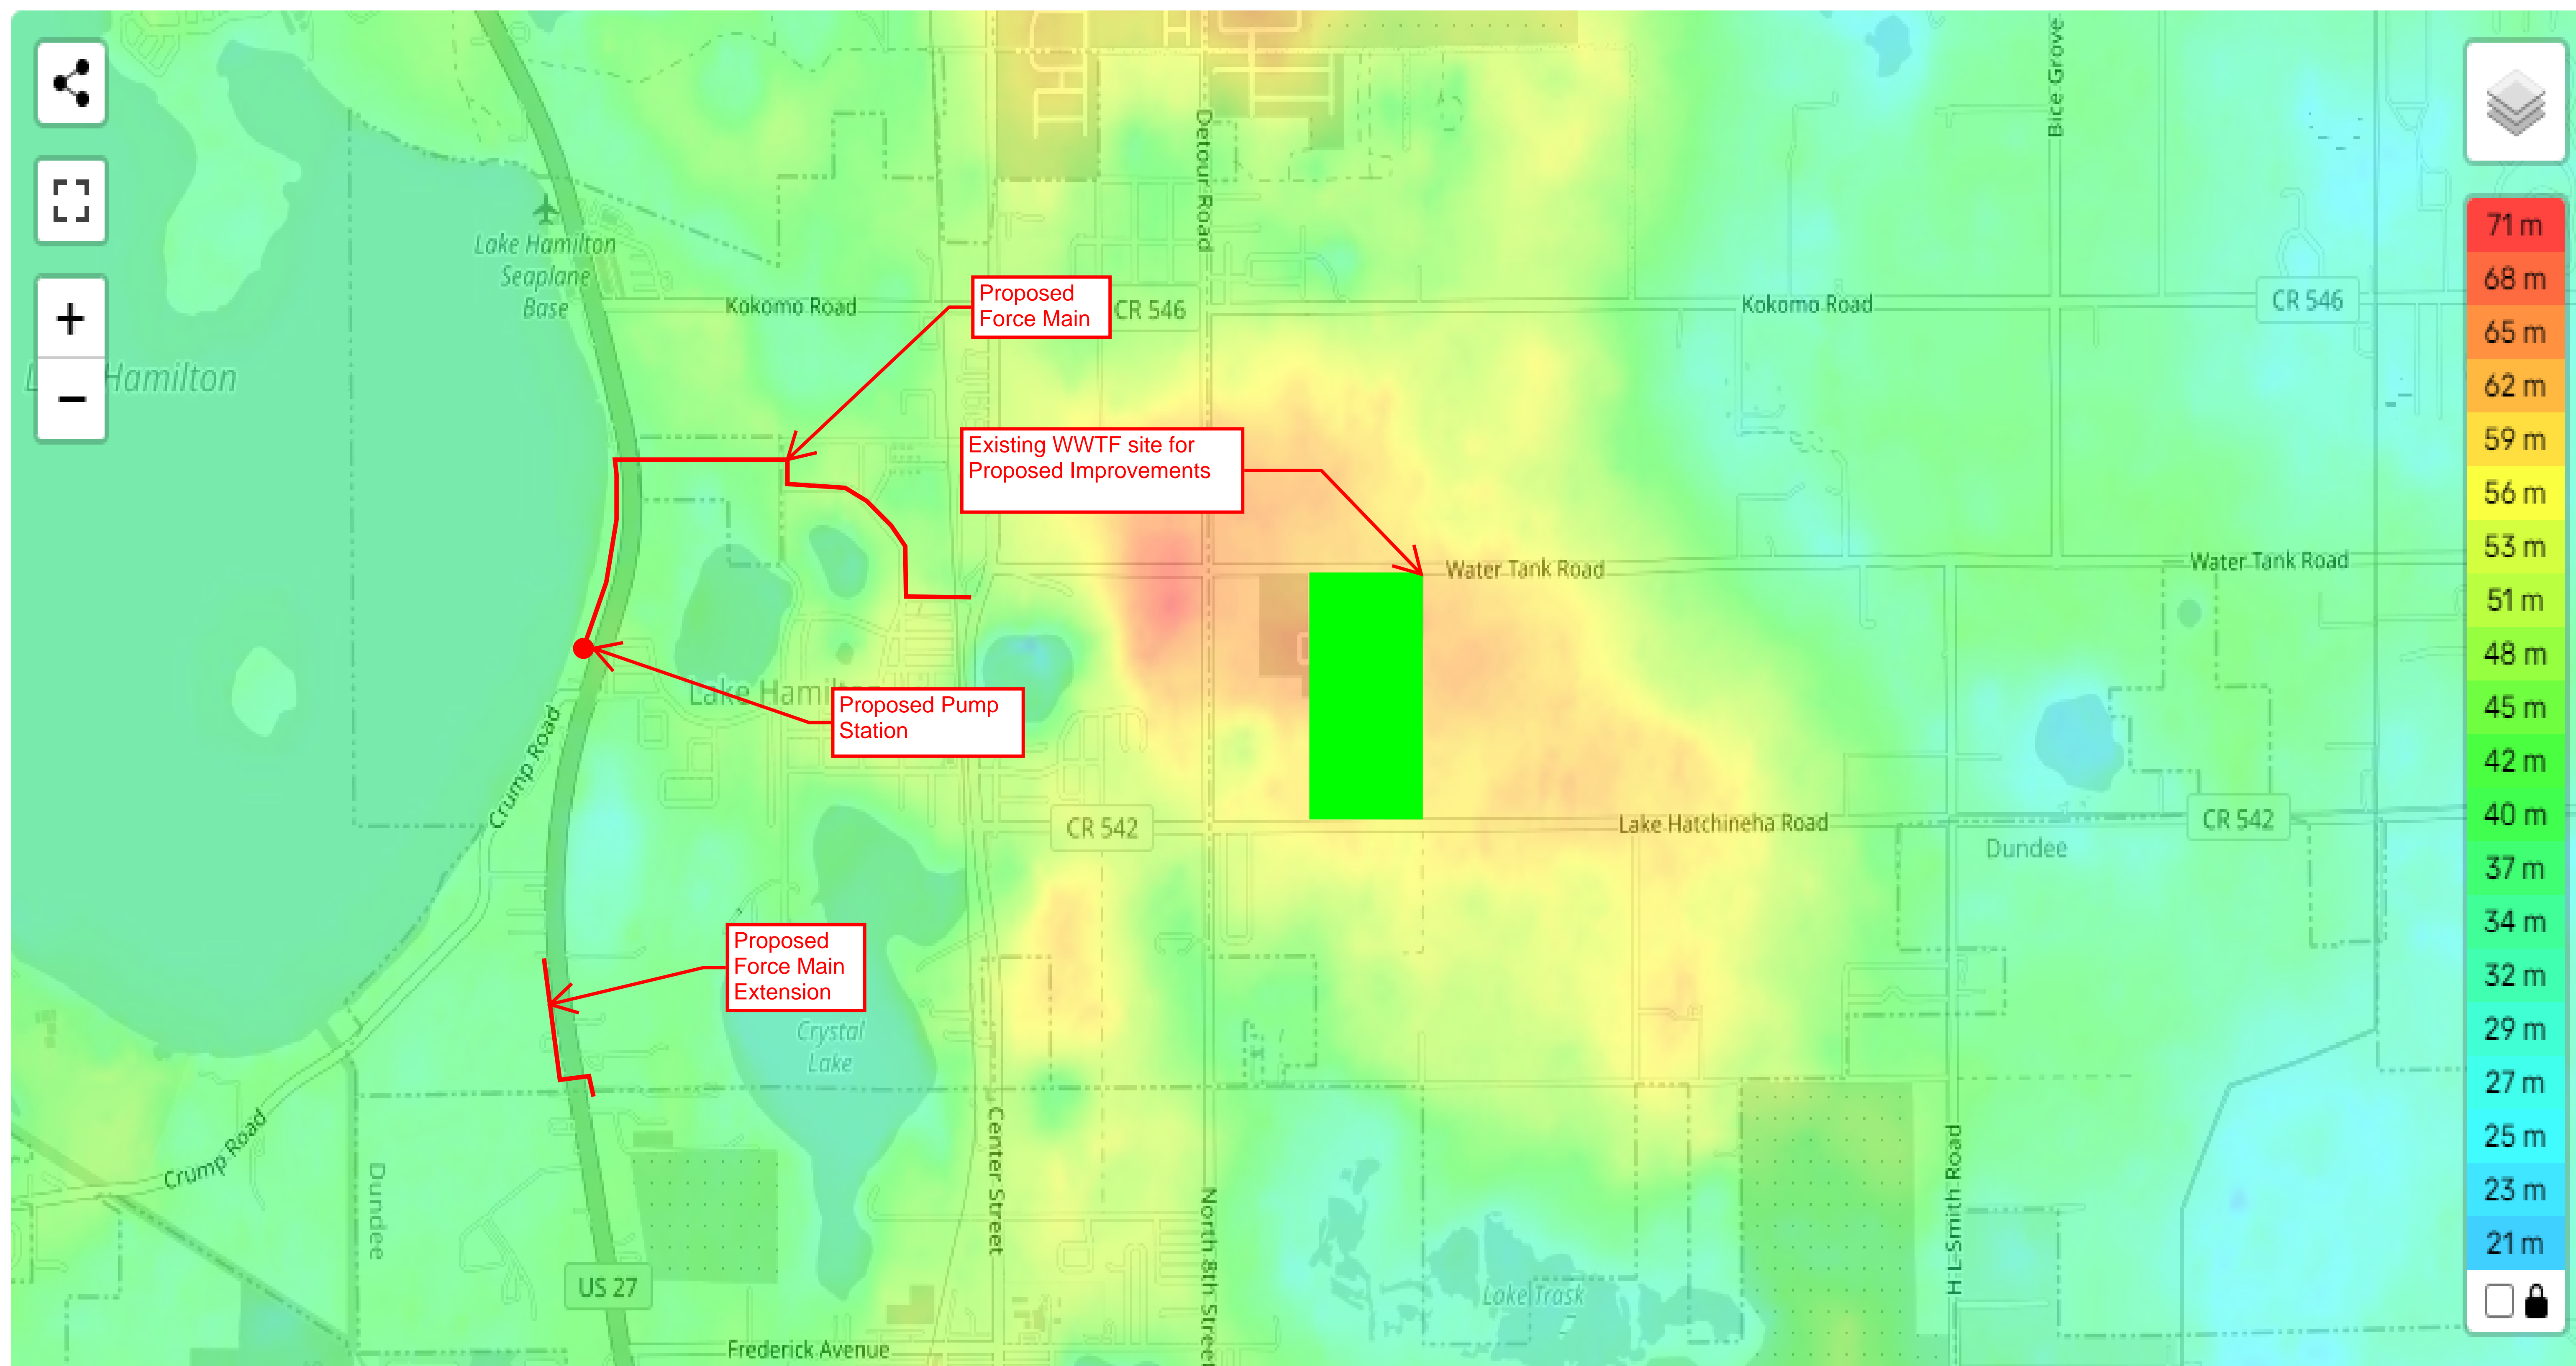 Bice Grove
Detour Road
Lake Hamilton
Seaplane
Base
Kokomo Road
Proposed
Force Main
CR 546
Kokomo Road
CR 546
Hamilton
Existing WWTF site for
Proposed Improvements
Water Tank Road
Water Tank Road
Lake Hamilton
Proposed Pump
Station
Crump Road
CR 542
Lake Hatchineha Road
CR 542
Dundee
Proposed
Force Main
Extension
Crystal
Lake
Crump Road
Dundee
Center Street
North 8th Street
H L Smith Road
US 27
Lake Trask
Frederick Avenue
71 m
68 m
65 m
62 m
59 m
56 m
53 m
51 m
48 m
45 m
42 m
40 m
37 m
34 m
32 m
29 m
27 m
25 m
23 m
21 m